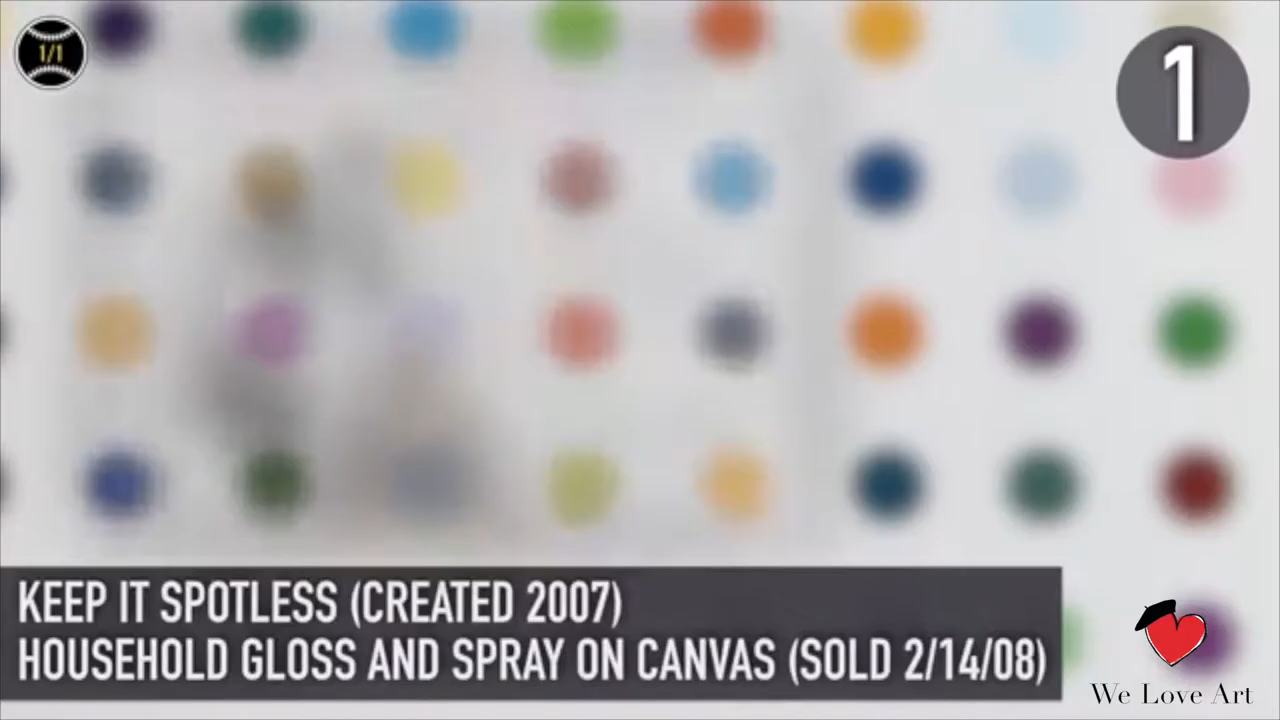 1/1
1
KEEP IT SPOTLESS (CREATED 2007)
HOUSEHOLD GLOSS AND SPRAY ON CANVAS (SOLD 2/14/08)
We Love Art